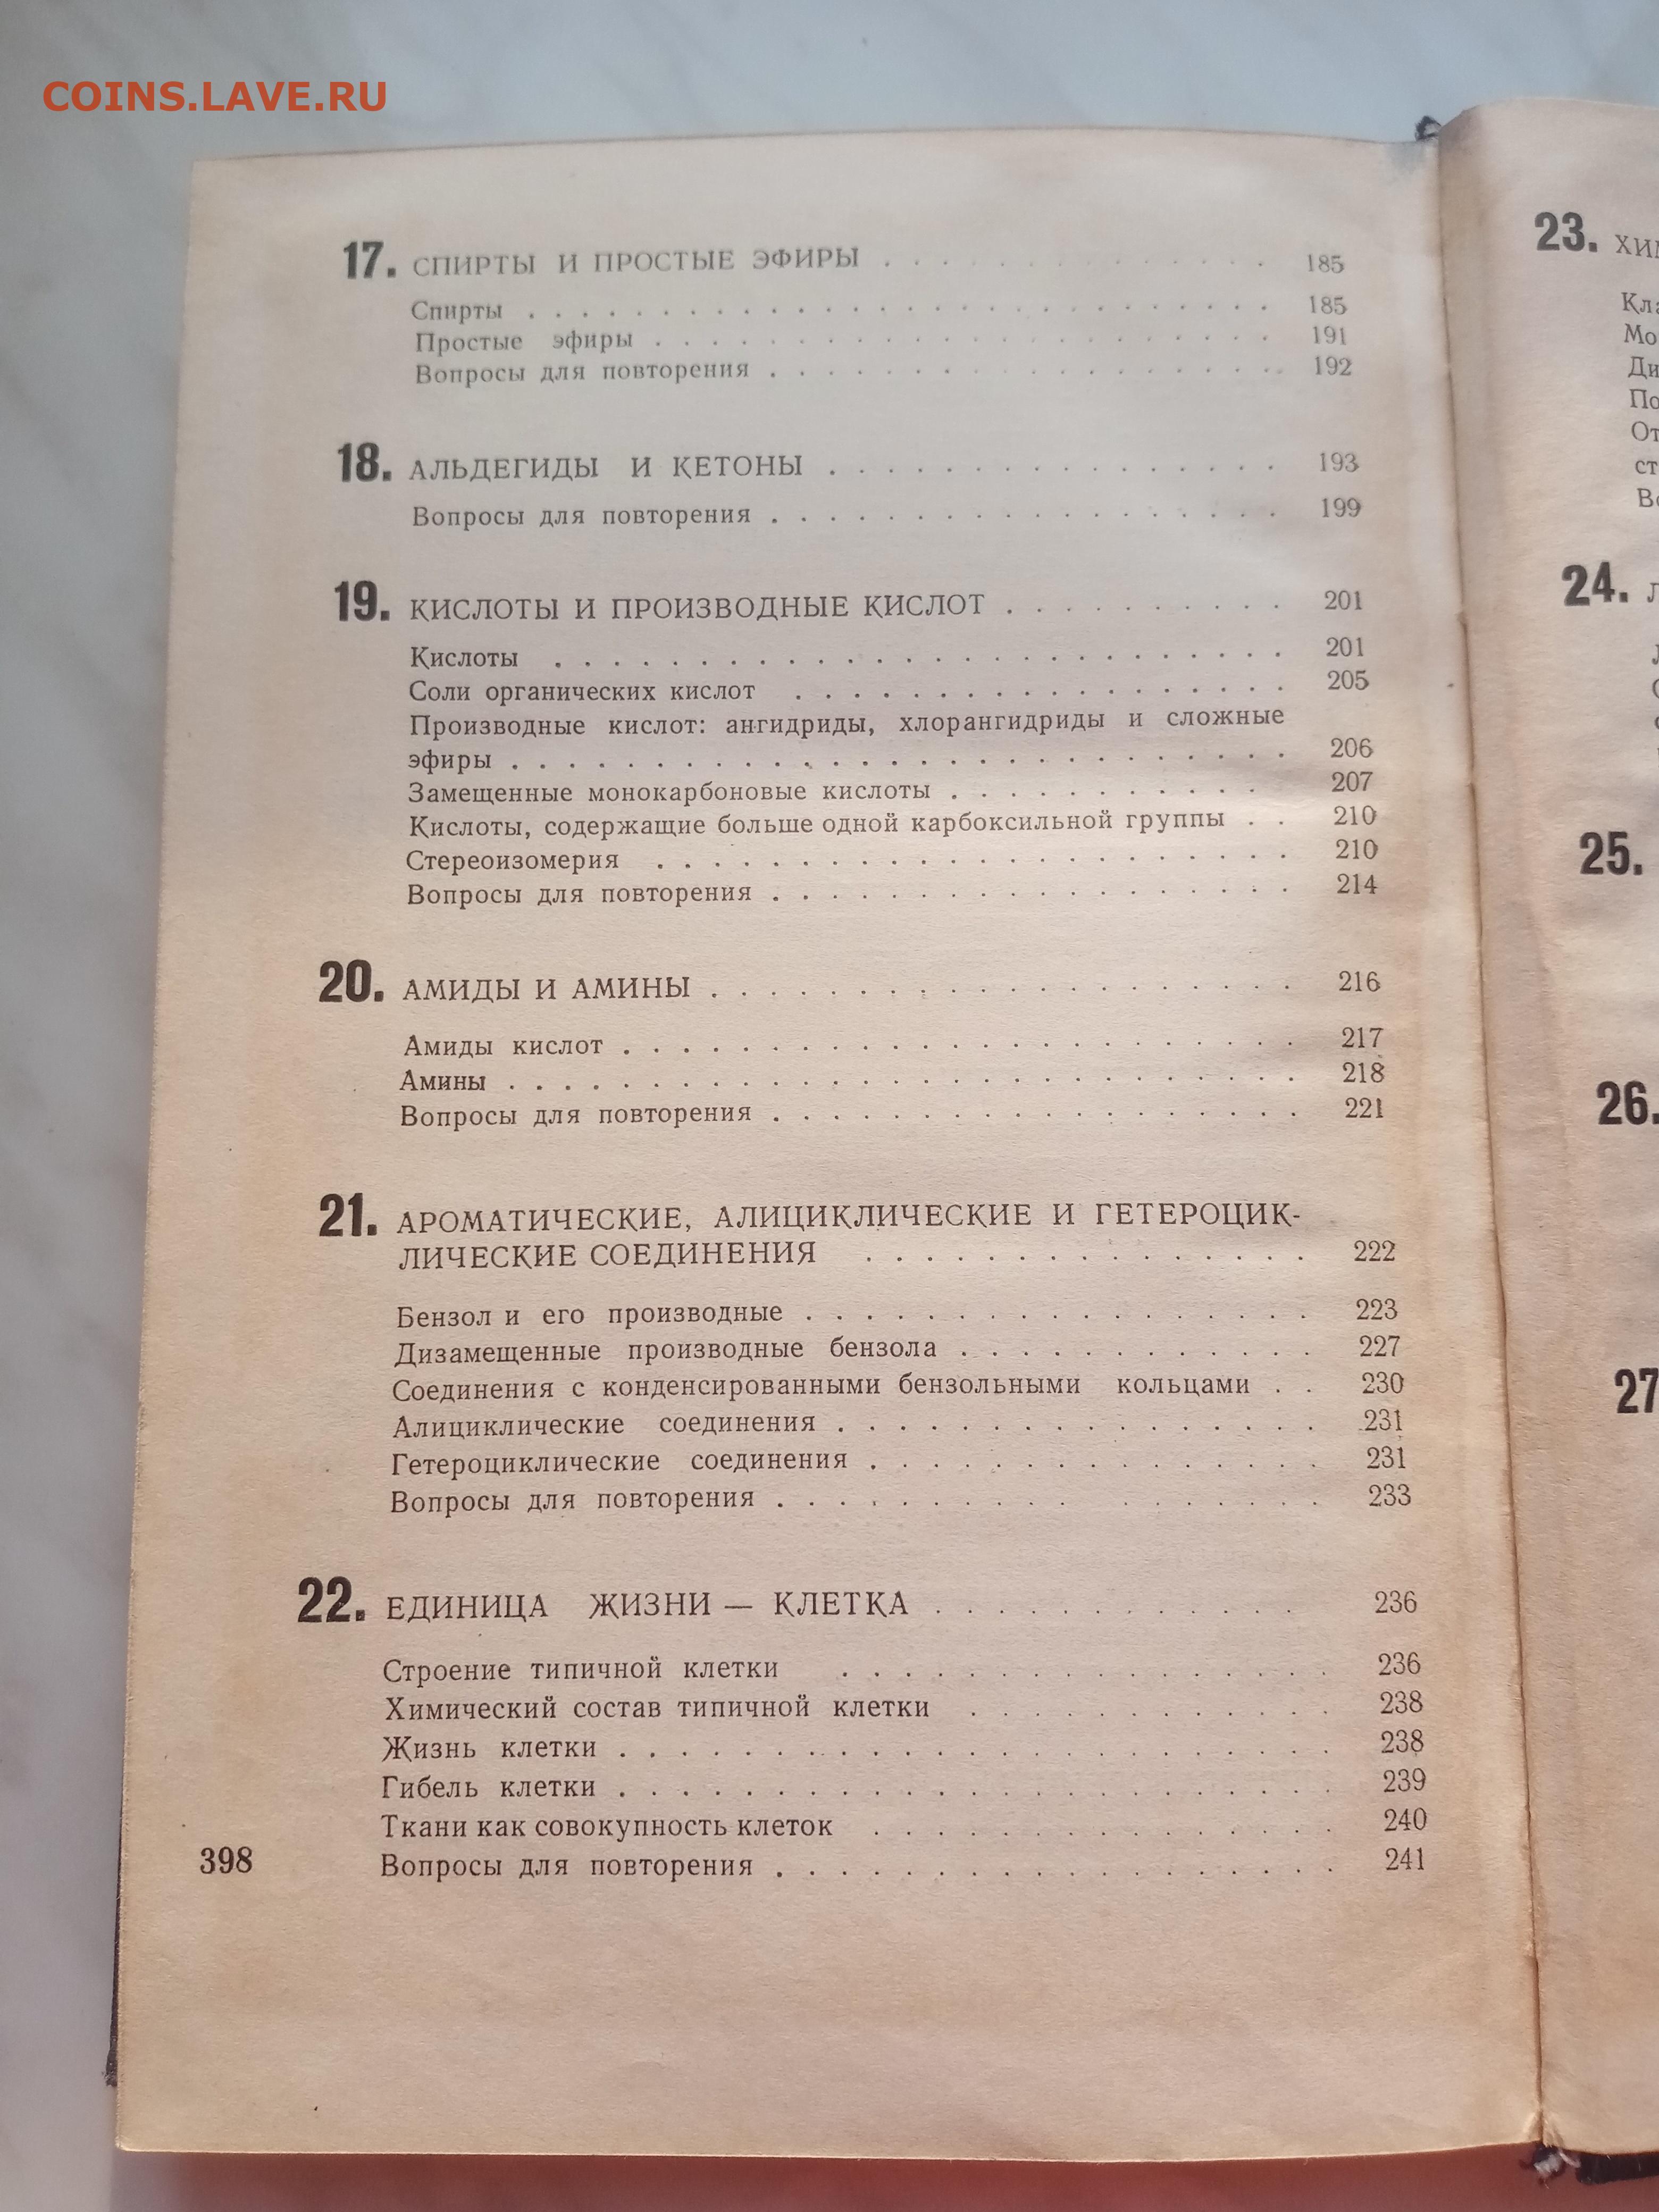 COINS.LAVE.RU
17. СПИРТЫ И ПРОСТЫЕ ЭФИРЫ . . . . . . . . . . . . . . 185
Спирты . . . . . . . . . . . . . . . . . . . . . . . . . 185
Простые эфиры . . . . . . . . . . . . . . . . . . . . . 191
Вопросы для повторения . . . . . . . . . . . . . . . . . 192
18. АЛЬДЕГИДЫ И КЕТОНЫ . . . . . . . . . . . . . . . . 193
Вопросы для повторения . . . . . . . . . . . . . . . . . 199
19. КИСЛОТЫ И ПРОИЗВОДНЫЕ КИСЛОТ . . . . . . . . . . 201
Кислоты . . . . . . . . . . . . . . . . . . . . . . . . . 201
Соли органических кислот . . . . . . . . . . . . . . . . . 205
Производные кислот: ангидриды, хлорангидриды и сложные
эфиры . . . . . . . . . . . . . . . . . . . . . . . . . . 206
Замещенные монокарбоновые кислоты . . . . . . . . . . . 207
Кислоты, содержащие больше одной карбоксильной группы . . 210
Стереоизомерия . . . . . . . . . . . . . . . . . . . . . . 210
Вопросы для повторения . . . . . . . . . . . . . . . . . . 214
20. АМИДЫ И АМИНЫ . . . . . . . . . . . . . . . . . . . . 216
Амиды кислот . . . . . . . . . . . . . . . . . . . . . . . 217
Амины . . . . . . . . . . . . . . . . . . . . . . . . . . . 218
Вопросы для повторения . . . . . . . . . . . . . . . . . . 221
21. АРОМАТИЧЕСКИЕ, АЛИЦИКЛИЧЕСКИЕ И ГЕТЕРОЦИК-
ЛИЧЕСКИЕ СОЕДИНЕНИЯ . . . . . . . . . . . . . . . 222
Бензол и его производные . . . . . . . . . . . . . . . . . 223
Дизамещенные производные бензола . . . . . . . . . . . . 227
Соединения с конденсированными бензольными кольцами . . 230
Алициклические соединения . . . . . . . . . . . . . . . . 231
Гетероциклические соединения . . . . . . . . . . . . . . . 231
Вопросы для повторения . . . . . . . . . . . . . . . . . . 233
22. ЕДИНИЦА ЖИЗНИ — КЛЕТКА . . . . . . . . . . . . . 236
Строение типичной клетки . . . . . . . . . . . . . . . . 236
Химический состав типичной клетки . . . . . . . . . . . . 238
Жизнь клетки . . . . . . . . . . . . . . . . . . . . . . . 238
Гибель клетки . . . . . . . . . . . . . . . . . . . . . . . 239
Ткани как совокупность клеток . . . . . . . . . . . . . . . 240
Вопросы для повторения . . . . . . . . . . . . . . . . . . 241
398
23.
24.
25.
26.
27